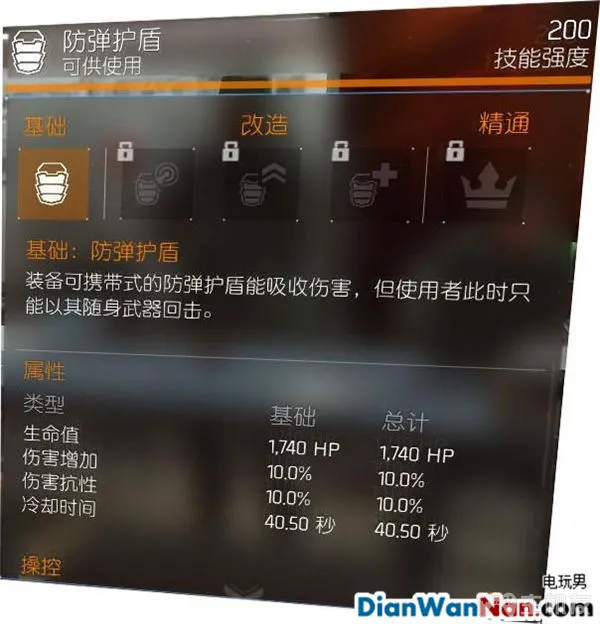 防弹护盾
可供使用
200
技能强度
基础
改造
精通
基础：防弹护盾
装备可携带式的防弹护盾能吸收伤害，但使用者此时只
能以其随身武器回击。
属性
类型 基础 总计
生命值 1,740 HP 1,740 HP
伤害增加 10.0% 10.0%
伤害抗性 10.0% 10.0%
冷却时间 40.50 秒 40.50 秒
操控
电玩男
DianWanNan.com